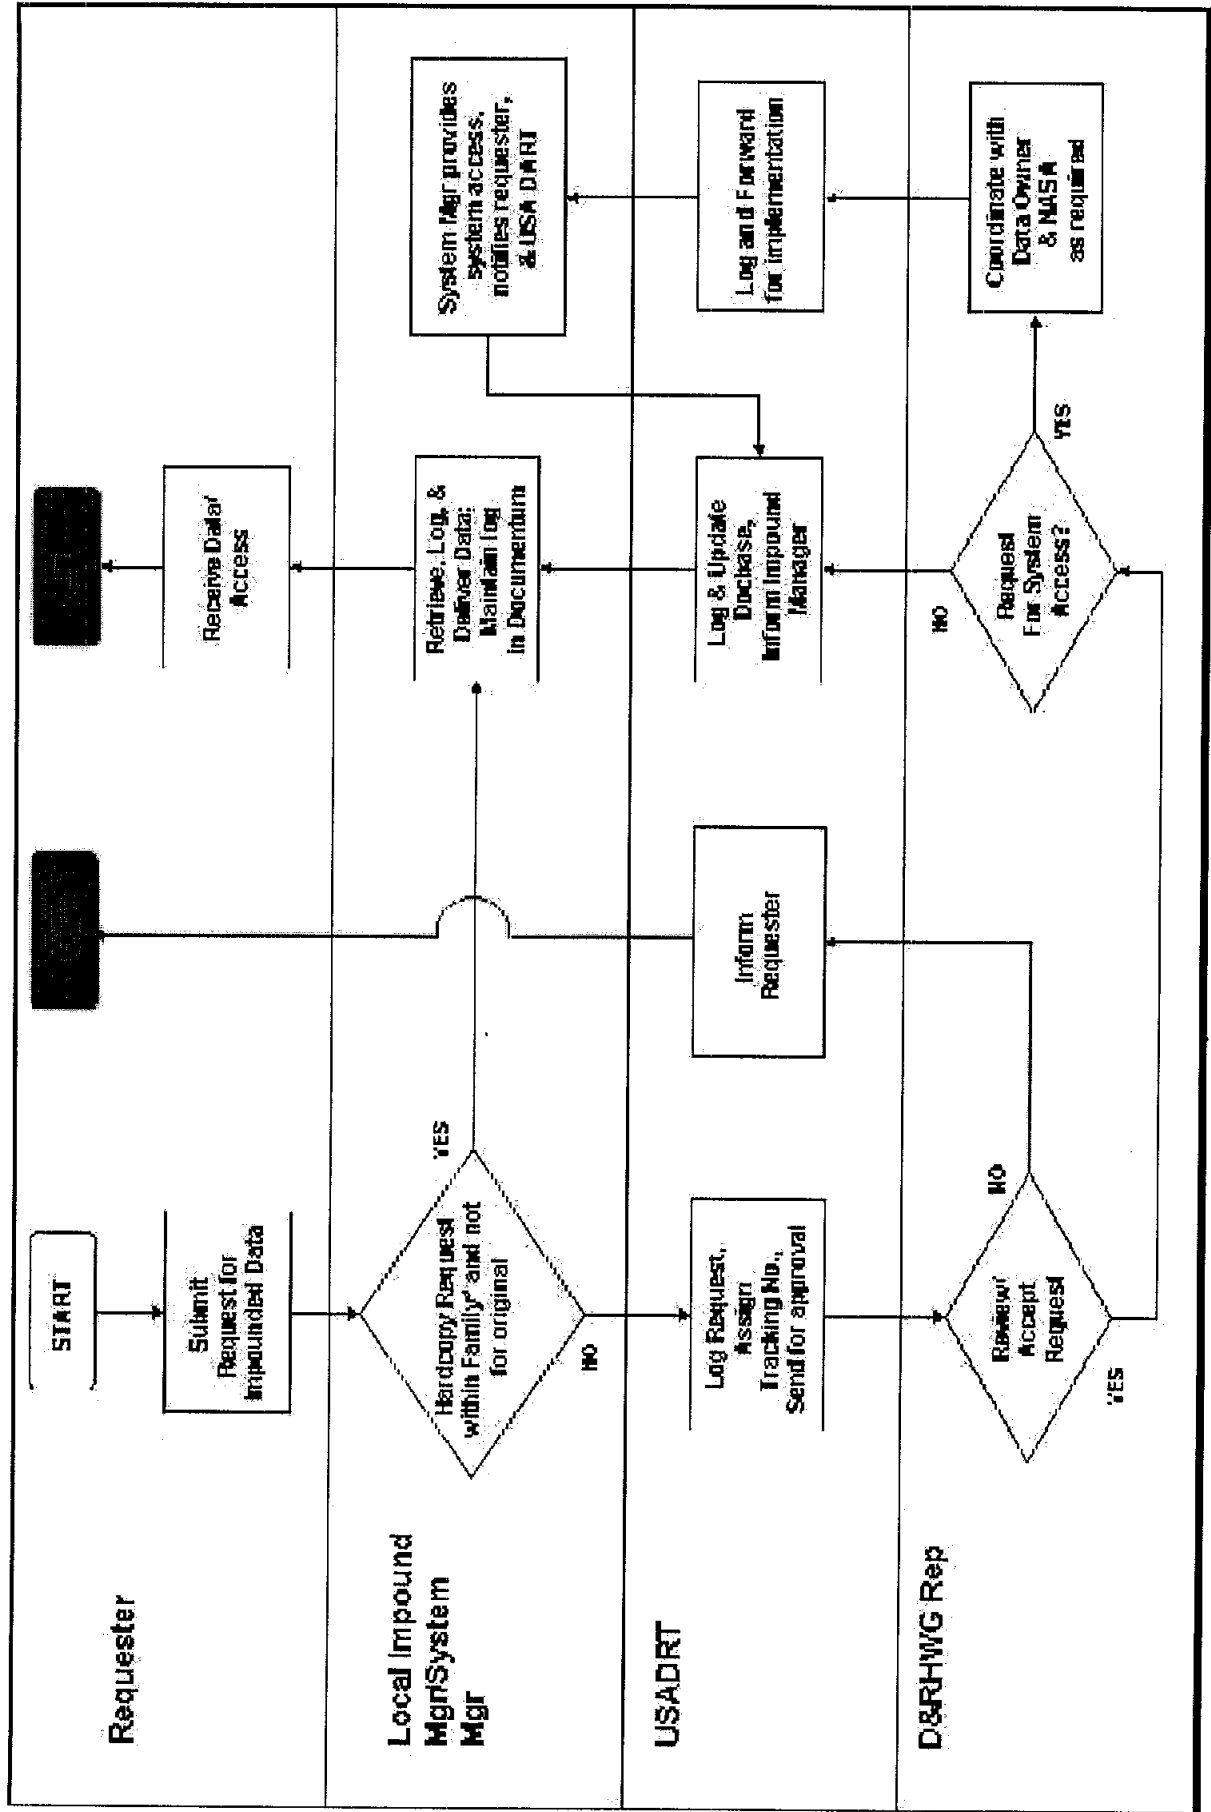 Requester
START
Submit
Request for
Impounded Data
Receive Data/
Access
Local Impound
Mgr/System
Mgr
Hardcopy Request
within Family* and not
for original
YES
NO
Retrieve, Log, &
Deliver Data;
Maintain log
in Documentum
System Mgr provides
system access,
notifies requester,
& USA DART
USADRT
Log Request,
Assign
Tracking No.,
Send for approval
Inform
Requester
Log & Update
Docbase,
Inform Impound
Manager
Log and Forward
for implementation
D&RHWG Rep
Review/
Accept
Request
NO
YES
Request
For System
Access?
NO
YES
Coordinate with
Data Owner
& NASA
as required